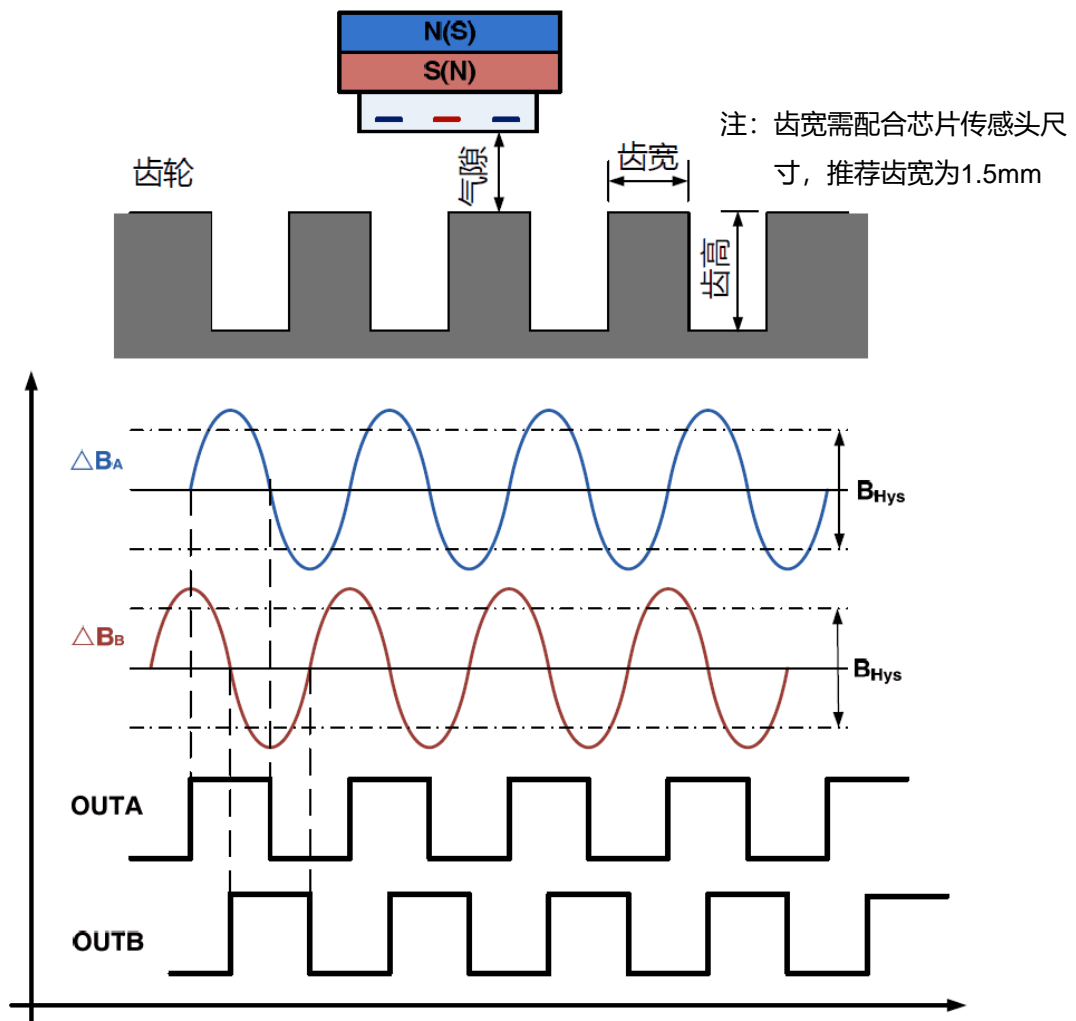 N(S)
S(N)
注：齿宽需配合芯片传感头尺
寸，推荐齿宽为1.5mm
齿轮
气隙
齿宽
齿高
△BA
BHys
△BB
BHys
OUTA
OUTB